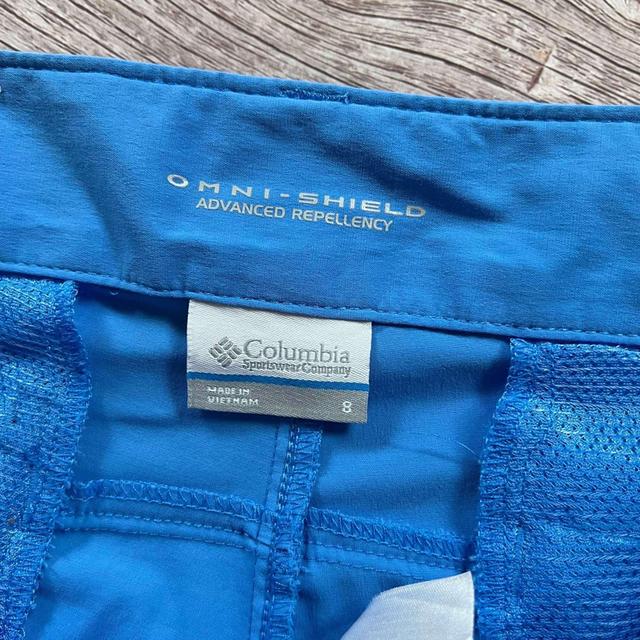 OMNI-SHIELD
ADVANCED REPELLENCY
Columbia
Sportswear Company
MADE IN
VIETNAM
8